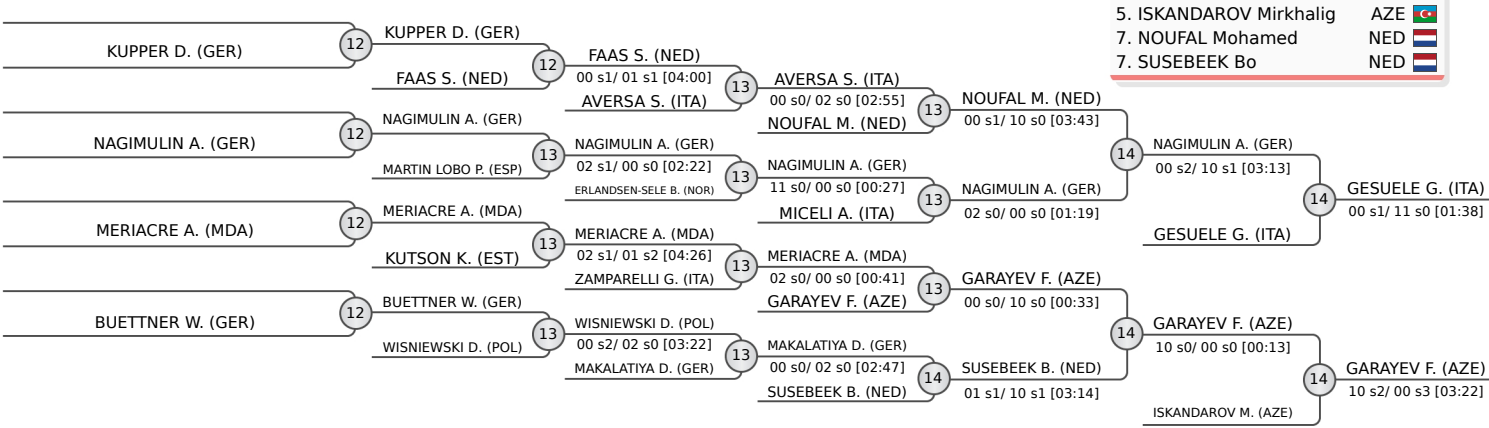 5. ISKANDAROV Mirkhalig AZE
7. NOUFAL Mohamed NED
7. SUSEBEEK Bo NED
KUPPER D. (GER)
12
NAGIMULIN A. (GER)
12
MERIACRE A. (MDA)
12
BUETTNER W. (GER)
12
KUPPER D. (GER)
12
FAAS S. (NED)
NAGIMULIN A. (GER)
13
MARTIN LOBO P. (ESP)
MERIACRE A. (MDA)
13
KUTSON K. (EST)
BUETTNER W. (GER)
13
WISNIEWSKI D. (POL)
FAAS S. (NED)
00 s1/ 01 s1 [04:00]
13
AVERSA S. (ITA)
NAGIMULIN A. (GER)
02 s1/ 00 s0 [02:22]
13
ERLANDSEN-SELE B. (NOR)
MERIACRE A. (MDA)
02 s1/ 01 s2 [04:26]
13
ZAMPARELLI G. (ITA)
WISNIEWSKI D. (POL)
00 s2/ 02 s0 [03:22]
13
MAKALATIYA D. (GER)
AVERSA S. (ITA)
00 s0/ 02 s0 [02:55]
13
NOUFAL M. (NED)
NAGIMULIN A. (GER)
11 s0/ 00 s0 [00:27]
13
MICELI A. (ITA)
MERIACRE A. (MDA)
02 s0/ 00 s0 [00:41]
13
GARAYEV F. (AZE)
MAKALATIYA D. (GER)
00 s0/ 02 s0 [02:47]
14
SUSEBEEK B. (NED)
NOUFAL M. (NED)
00 s1/ 10 s0 [03:43]
14
NAGIMULIN A. (GER)
02 s0/ 00 s0 [01:19]
GARAYEV F. (AZE)
00 s0/ 10 s0 [00:33]
14
SUSEBEEK B. (NED)
01 s1/ 10 s1 [03:14]
NAGIMULIN A. (GER)
00 s2/ 10 s1 [03:13]
14
GESUELE G. (ITA)
GARAYEV F. (AZE)
10 s0/ 00 s0 [00:13]
14
ISKANDAROV M. (AZE)
GESUELE G. (ITA)
00 s1/ 11 s0 [01:38]
GARAYEV F. (AZE)
10 s2/ 00 s3 [03:22]